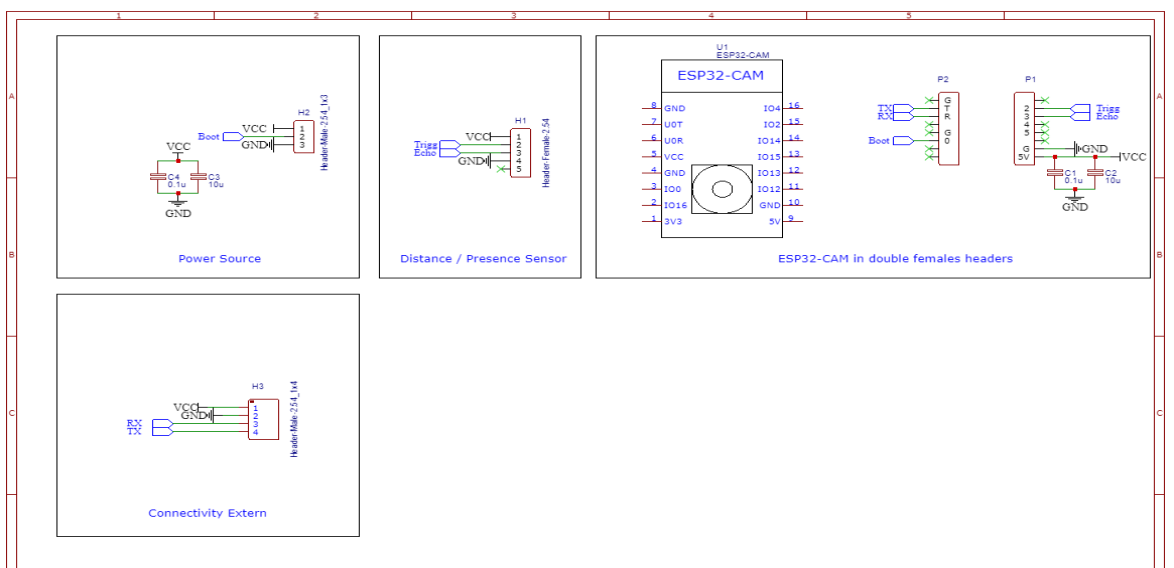 1 2 3 4 5
A
B
C
A
B
C
H2
Header-Male-2.54_1x3
VCC
1
Boot
2
GND
3
VCC
C4
0.1u
C3
10u
GND
Power Source
H1
Header-Female-2.54
VCC
1
Trigg
2
Echo
3
GND
4
5
Distance / Presence Sensor
U1
ESP32-CAM
ESP32-CAM
8 GND IO4 16
7 U0T IO2 15
6 U0R IO14 14
5 VCC IO15 13
4 GND IO13 12
3 IO0 IO12 11
2 IO16 GND 10
1 3V3 5V 9
P2
G
TX
T
RX
R
G
Boot
0
P1
2
Trigg
3
Echo
4
5
G
GND
5V
VCC
C1
0.1u
C2
10u
GND
ESP32-CAM in double females headers
H3
Header-Male-2.54_1x4
VCC
1
GND
2
RX
3
TX
4
Connectivity Extern